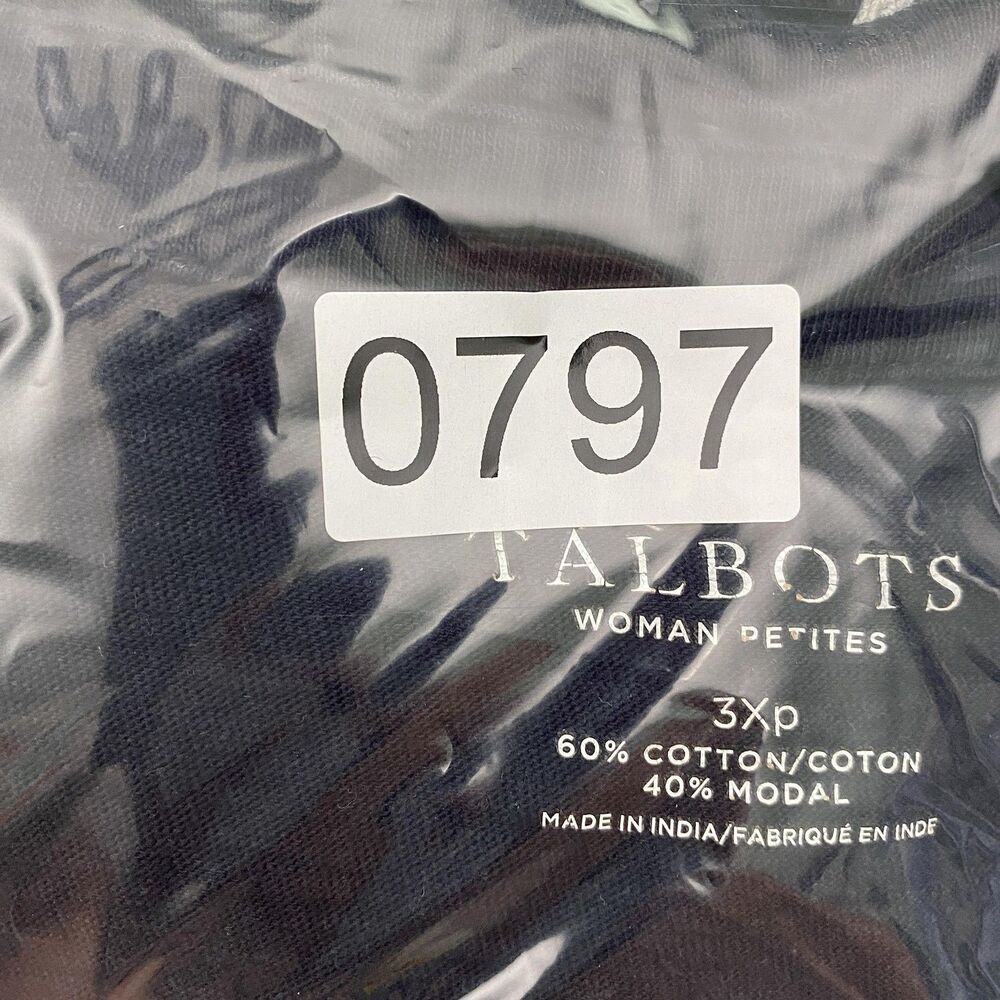 0797
TALBOTS
WOMAN PETITES
3Xp
60% COTTON/COTON
40% MODAL
MADE IN INDIA/FABRIQUÉ EN INDE